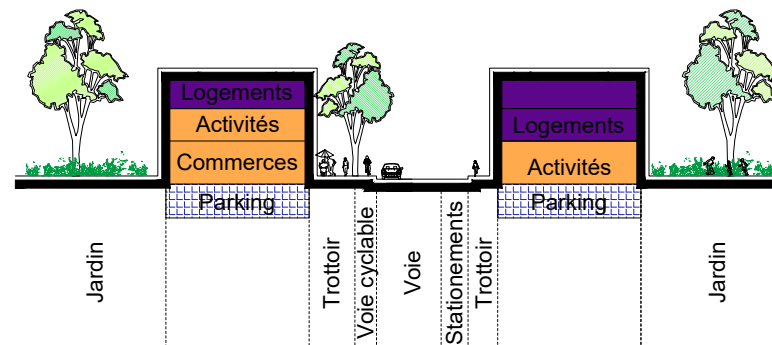 Logements
Activités
Commerces
Parking
Logements
Activités
Parking
Jardin
Trottoir
Voie cyclable
Voie
Stationements
Trottoir
Jardin